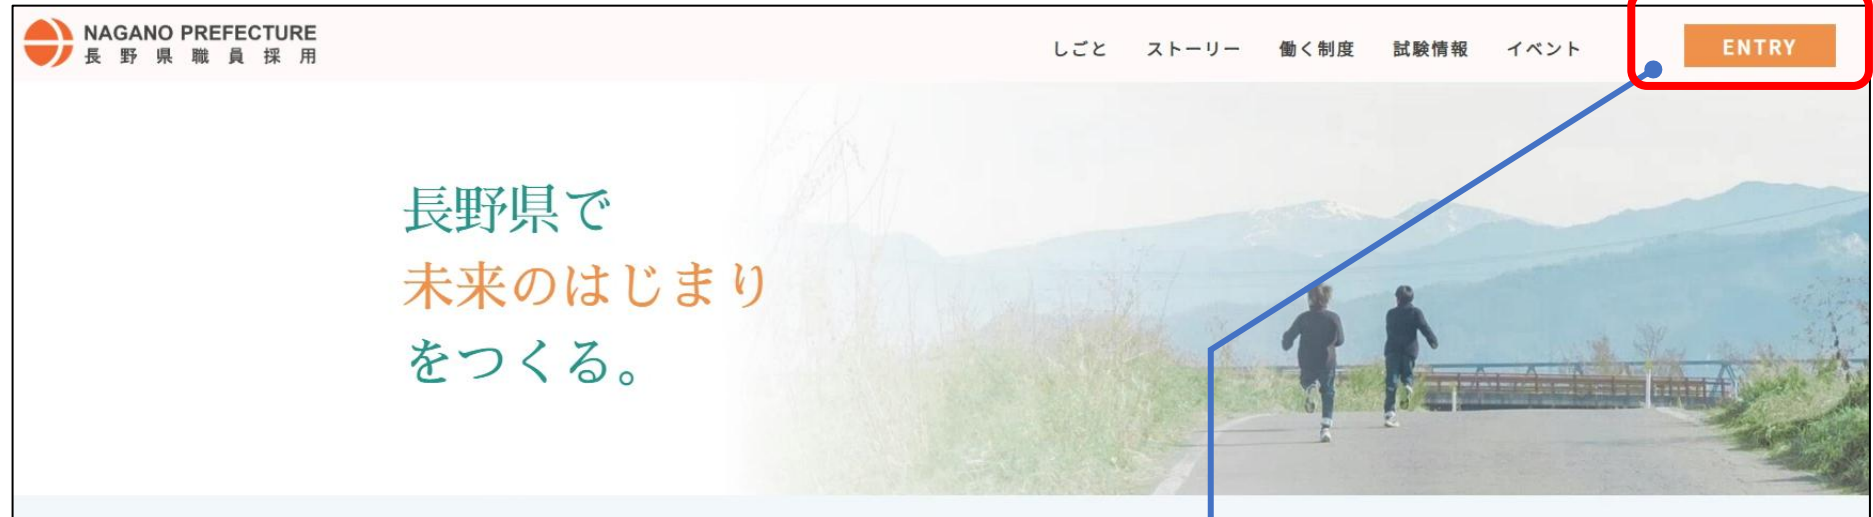 NAGANO PREFECTURE
長野県職員採用
しごと ストーリー 働く制度 試験情報 イベント ENTRY
長野県で
未来のはじまり
をつくる。